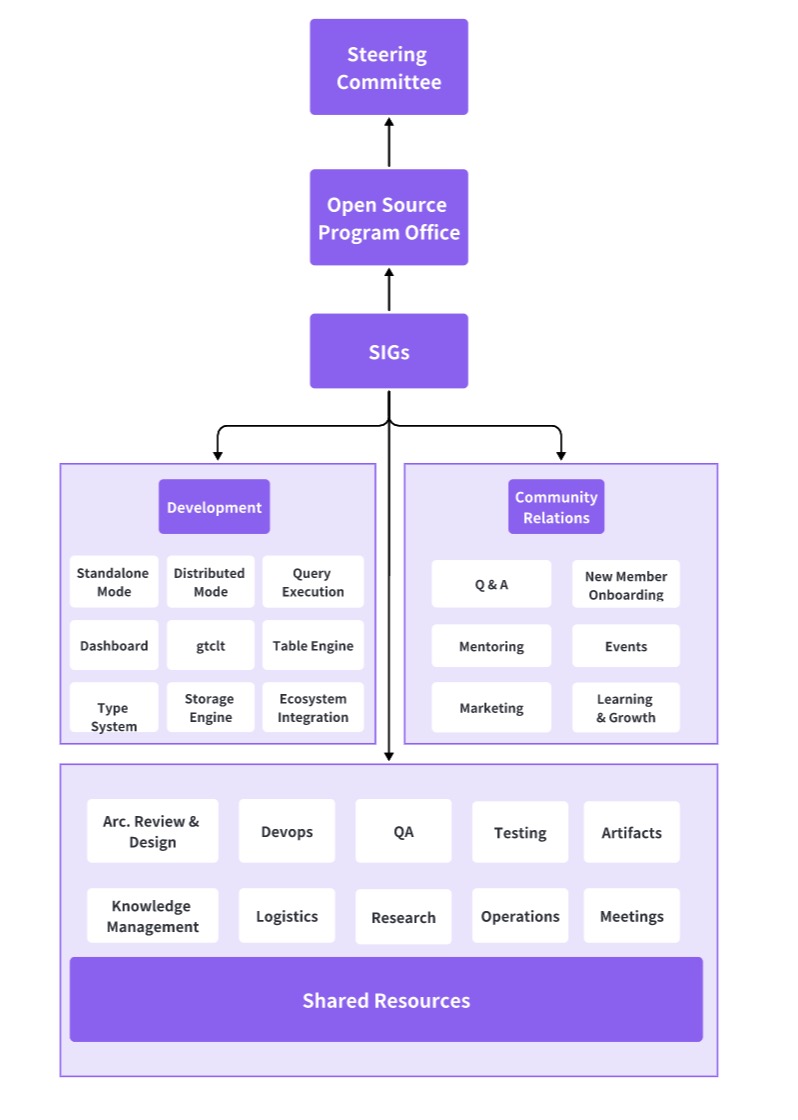 Steering
Committee
Open Source
Program Office
SIGs
Development
Standalone
Mode
Distributed
Mode
Query
Execution
Dashboard
gtclt
Table Engine
Type
System
Storage
Engine
Ecosystem
Integration
Community
Relations
Q & A
New Member
Onboarding
Mentoring
Events
Marketing
Learning
& Growth
Arc. Review &
Design
Devops
QA
Testing
Artifacts
Knowledge
Management
Logistics
Research
Operations
Meetings
Shared Resources